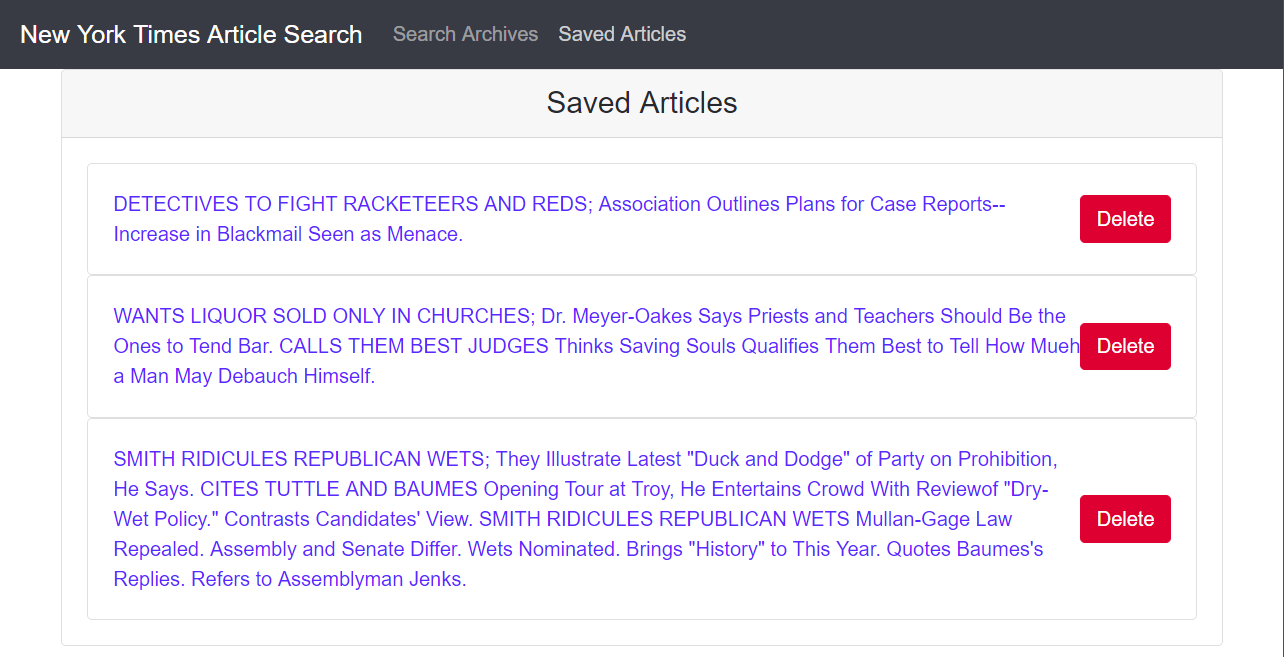 New York Times Article Search Search Archives Saved Articles
Saved Articles
DETECTIVES TO FIGHT RACKETEERS AND REDS; Association Outlines Plans for Case Reports--
Increase in Blackmail Seen as Menace.
Delete
WANTS LIQUOR SOLD ONLY IN CHURCHES; Dr. Meyer-Oakes Says Priests and Teachers Should Be the
Ones to Tend Bar. CALLS THEM BEST JUDGES Thinks Saving Souls Qualifies Them Best to Tell How Mueh
a Man May Debauch Himself.
Delete
SMITH RIDICULES REPUBLICAN WETS; They Illustrate Latest "Duck and Dodge" of Party on Prohibition,
He Says. CITES TUTTLE AND BAUMES Opening Tour at Troy, He Entertains Crowd With Reviewof "Dry-
Wet Policy." Contrasts Candidates' View. SMITH RIDICULES REPUBLICAN WETS Mullan-Gage Law
Repealed. Assembly and Senate Differ. Wets Nominated. Brings "History" to This Year. Quotes Baumes's
Replies. Refers to Assemblyman Jenks.
Delete